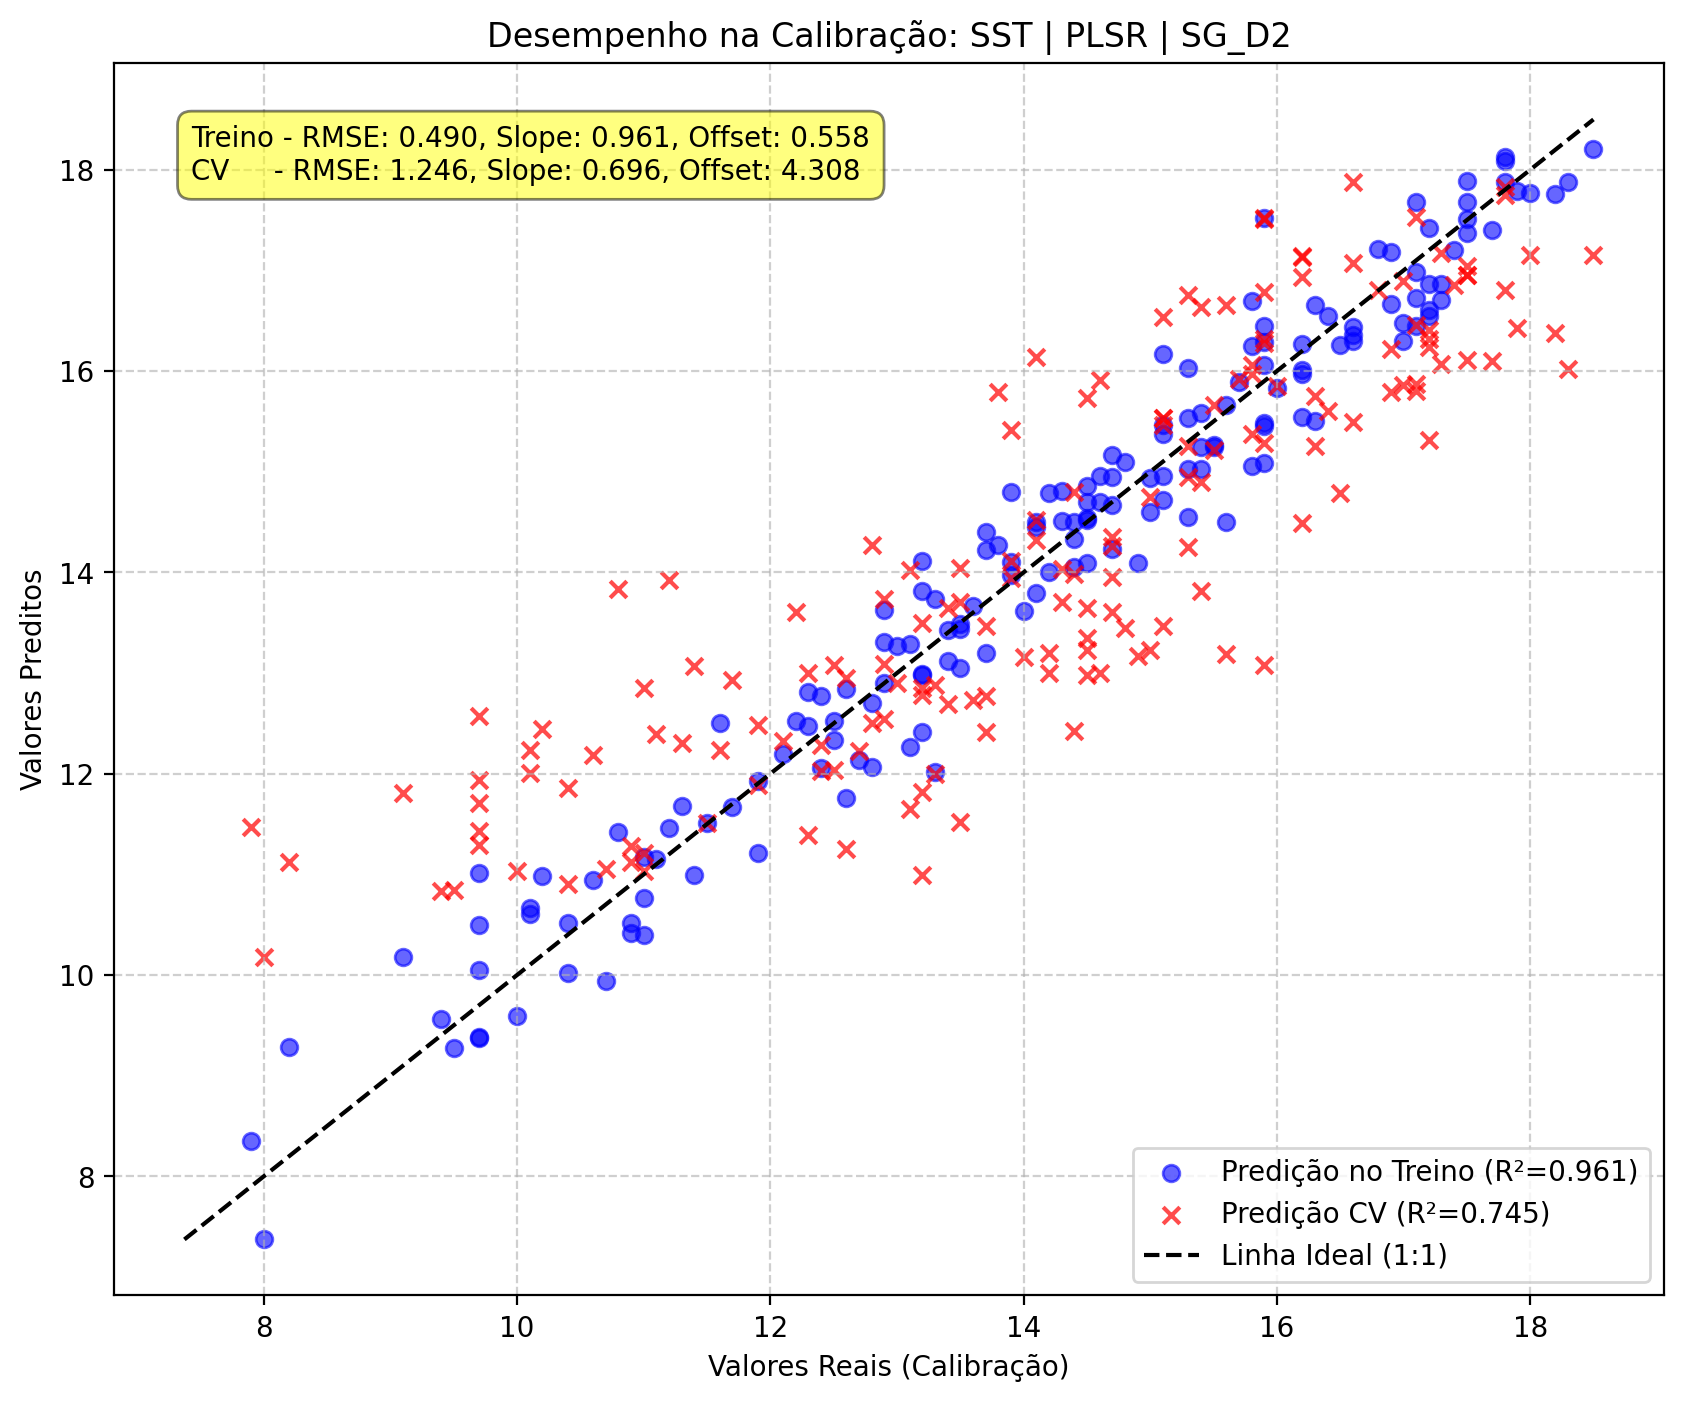 Desempenho na Calibração: SST | PLSR | SG_D2
Treino - RMSE: 0.490, Slope: 0.961, Offset: 0.558
CV - RMSE: 1.246, Slope: 0.696, Offset: 4.308
18
16
14
12
10
8
Valores Preditos
Predição no Treino (R²=0.961)
Predição CV (R²=0.745)
Linha Ideal (1:1)
8 10 12 14 16 18
Valores Reais (Calibração)